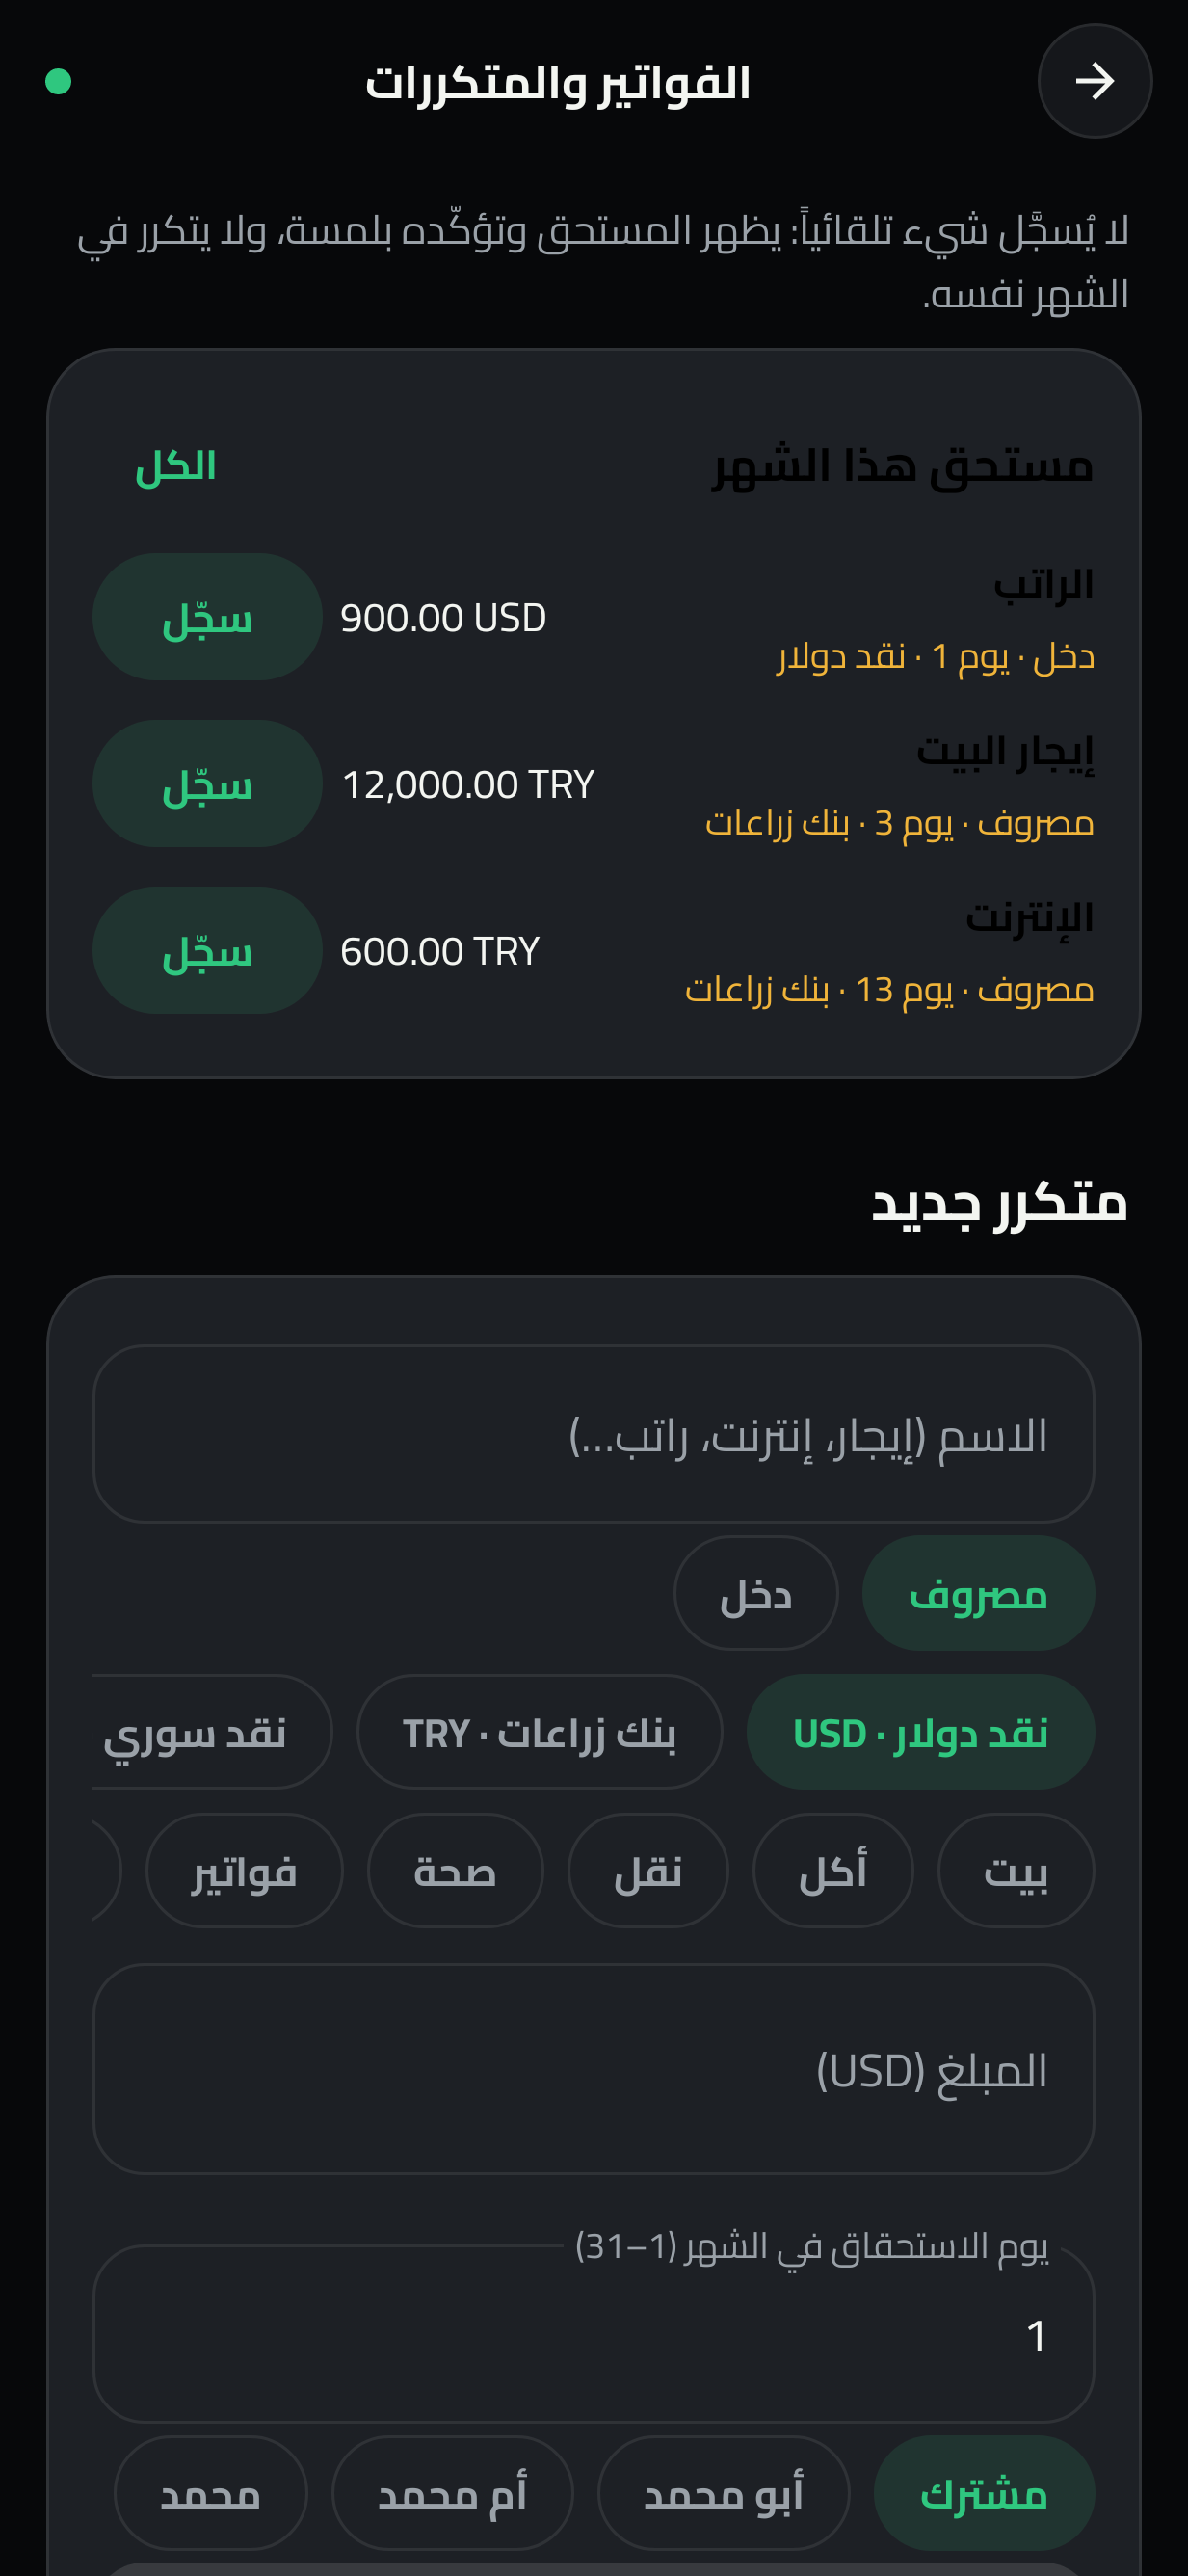 الفواتير والمتكررات
لا يُسجَّل شيء تلقائياً: يظهر المستحق وتؤكّده بلمسة، ولا يتكرر في
الشهر نفسه.
مستحق هذا الشهر
الكل
الراتب
دخل · يوم 1 · نقد دولار
900.00 USD
سجّل
إيجار البيت
مصروف · يوم 3 · بنك زراعات
12,000.00 TRY
سجّل
الإنترنت
مصروف · يوم 13 · بنك زراعات
600.00 TRY
سجّل
متكرر جديد
الاسم (إيجار، إنترنت، راتب...)
مصروف
دخل
نقد دولار · USD
بنك زراعات · TRY
نقد سوري
بيت
أكل
نقل
صحة
فواتير
المبلغ (USD)
يوم الاستحقاق في الشهر (1–31)
1
مشترك
أبو محمد
أم محمد
محمد